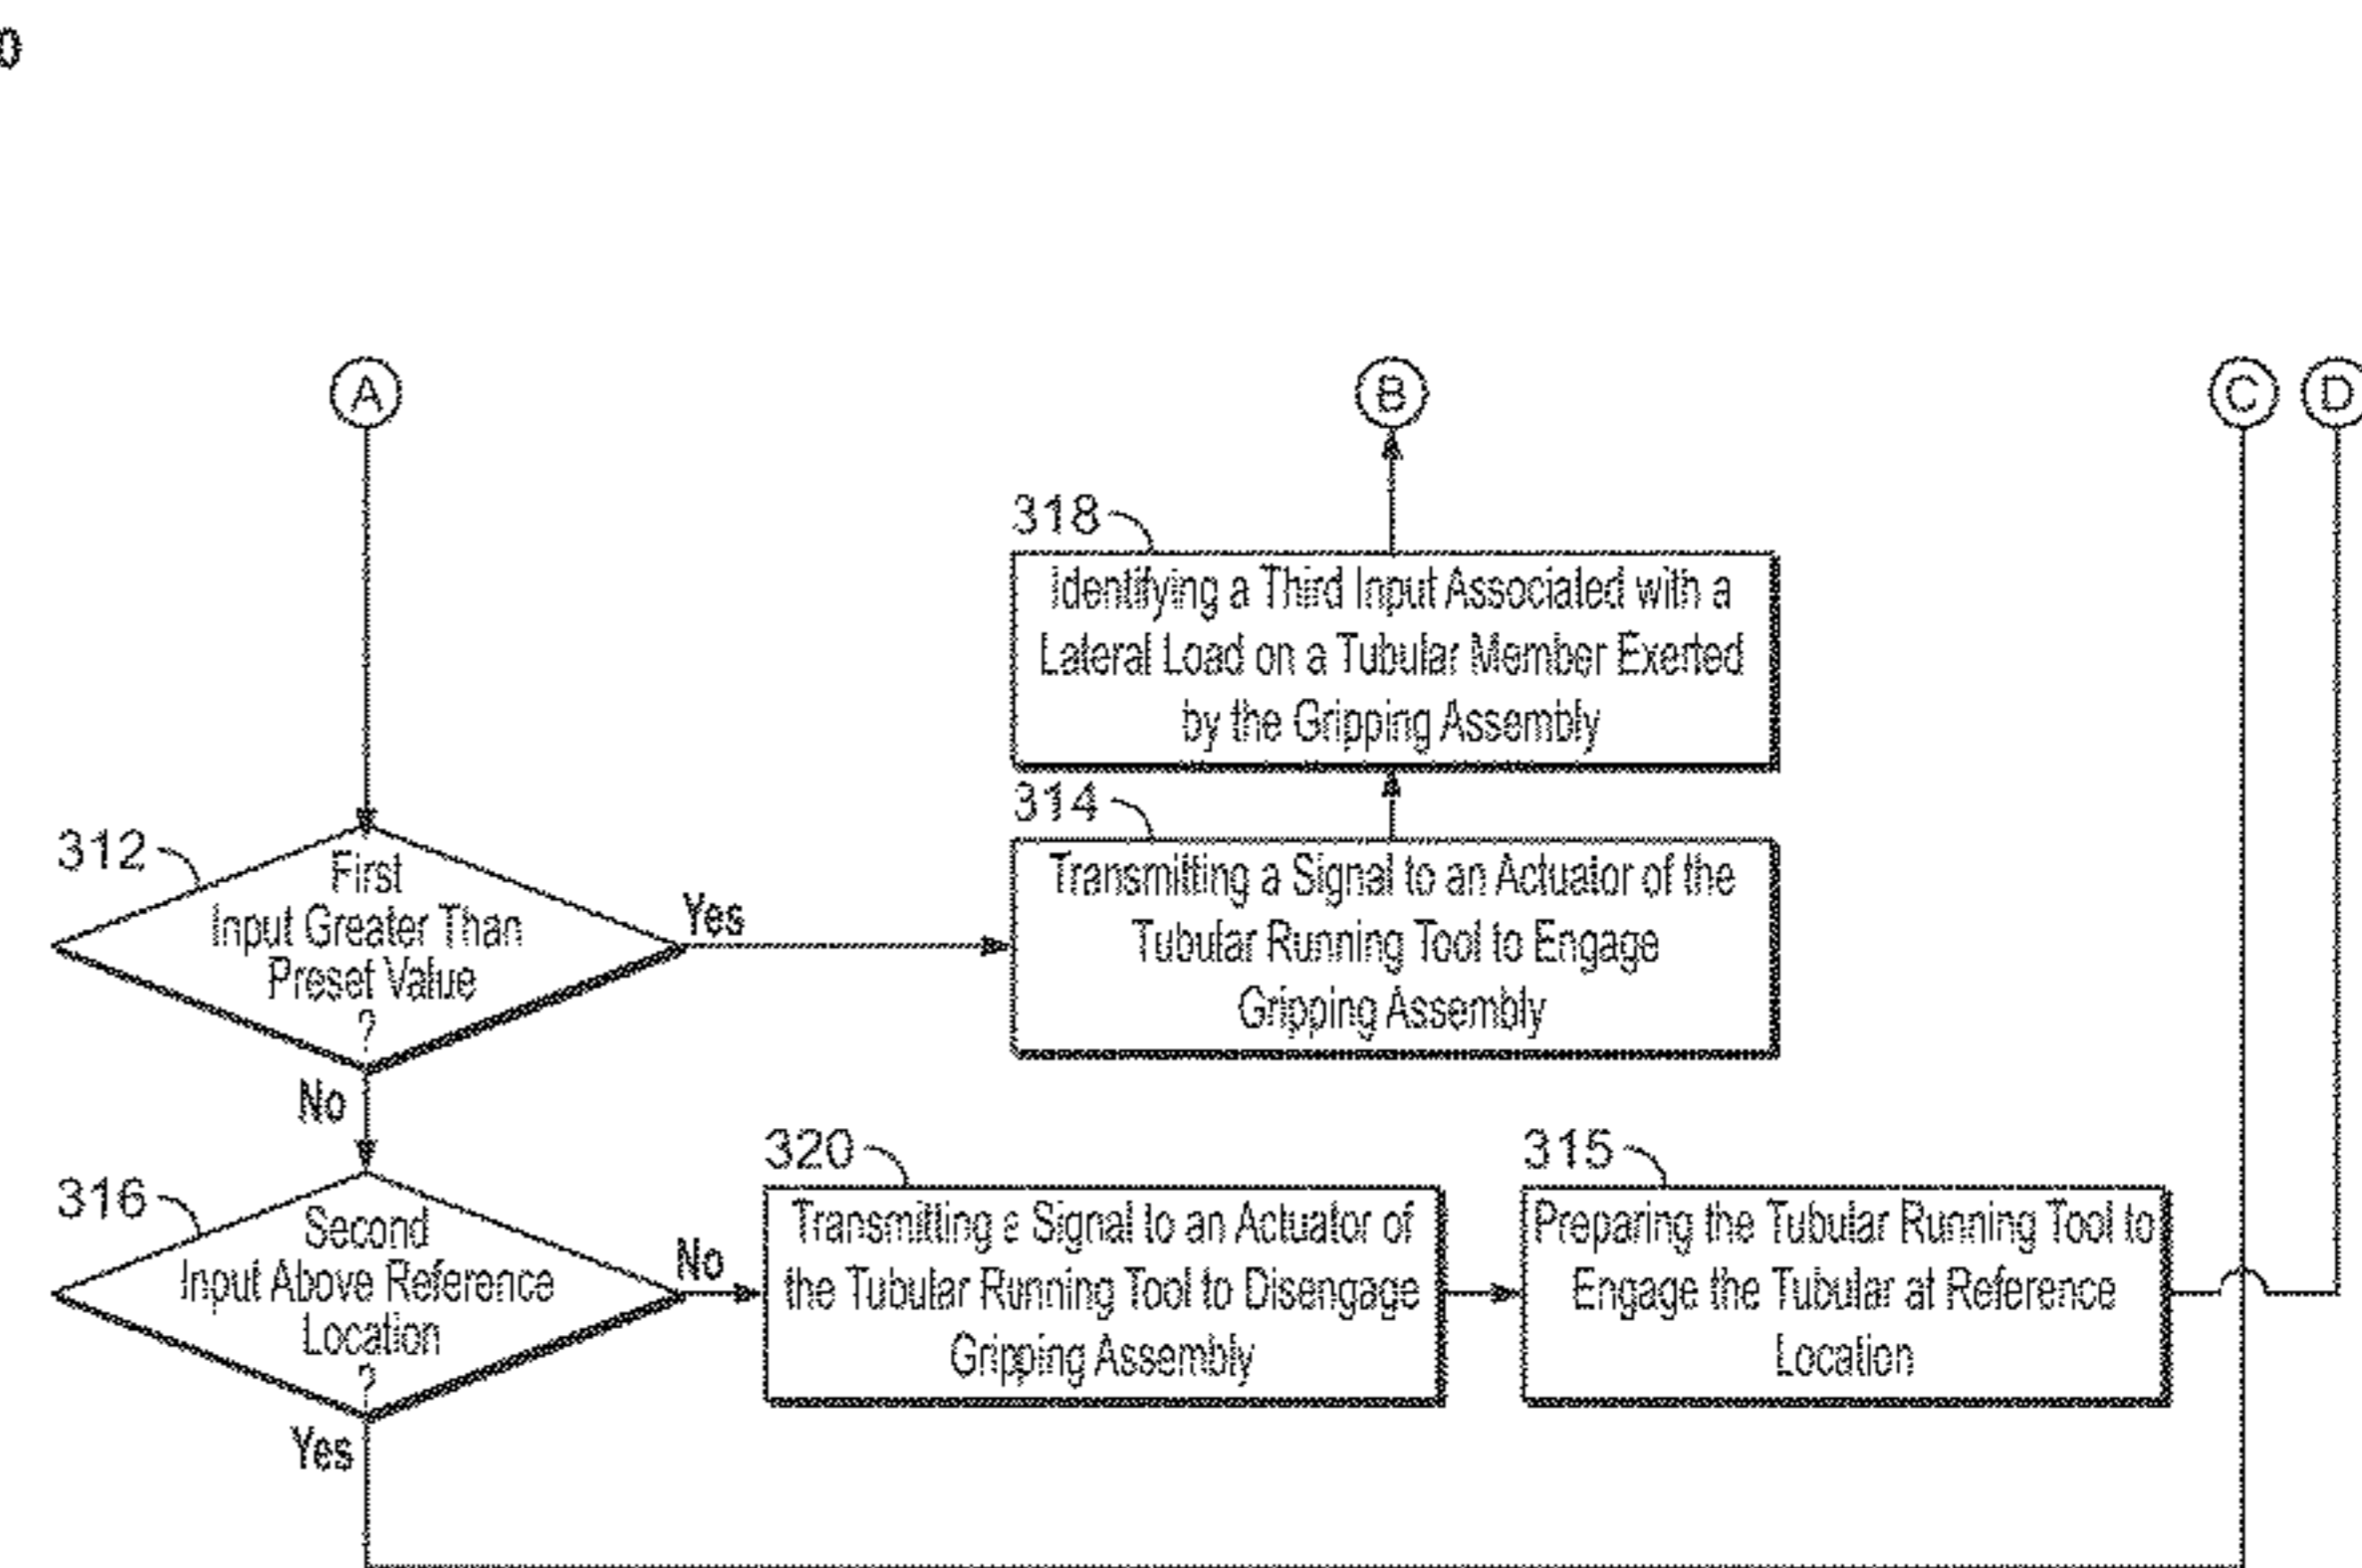 0
A
B
C
D
318
Identifying a Third Input Associated with a
Lateral Load on a Tubular Member Exerted
by the Gripping Assembly
314
Transmitting a Signal to an Actuator of the
Tubular Running Tool to Engage
Gripping Assembly
312
First
Input Greater Than
Preset Value
?
Yes
No
316
Second
Input Above Reference
Location
?
No
Yes
320
Transmitting a Signal to an Actuator of
the Tubular Running Tool to Disengage
Gripping Assembly
315
Preparing the Tubular Running Tool to
Engage the Tubular at Reference
Location